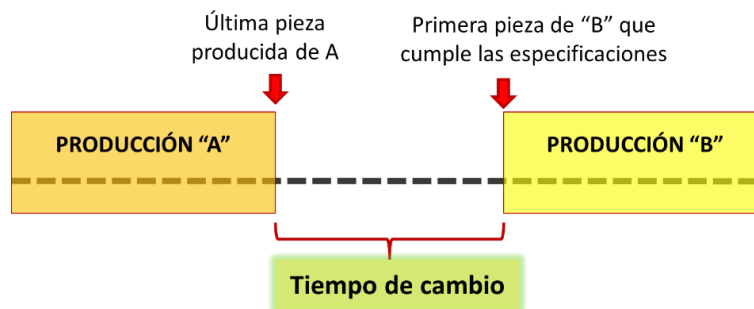 Última pieza
producida de A
Primera pieza de “B” que
cumple las especificaciones
PRODUCCIÓN “A”
PRODUCCIÓN “B”
Tiempo de cambio